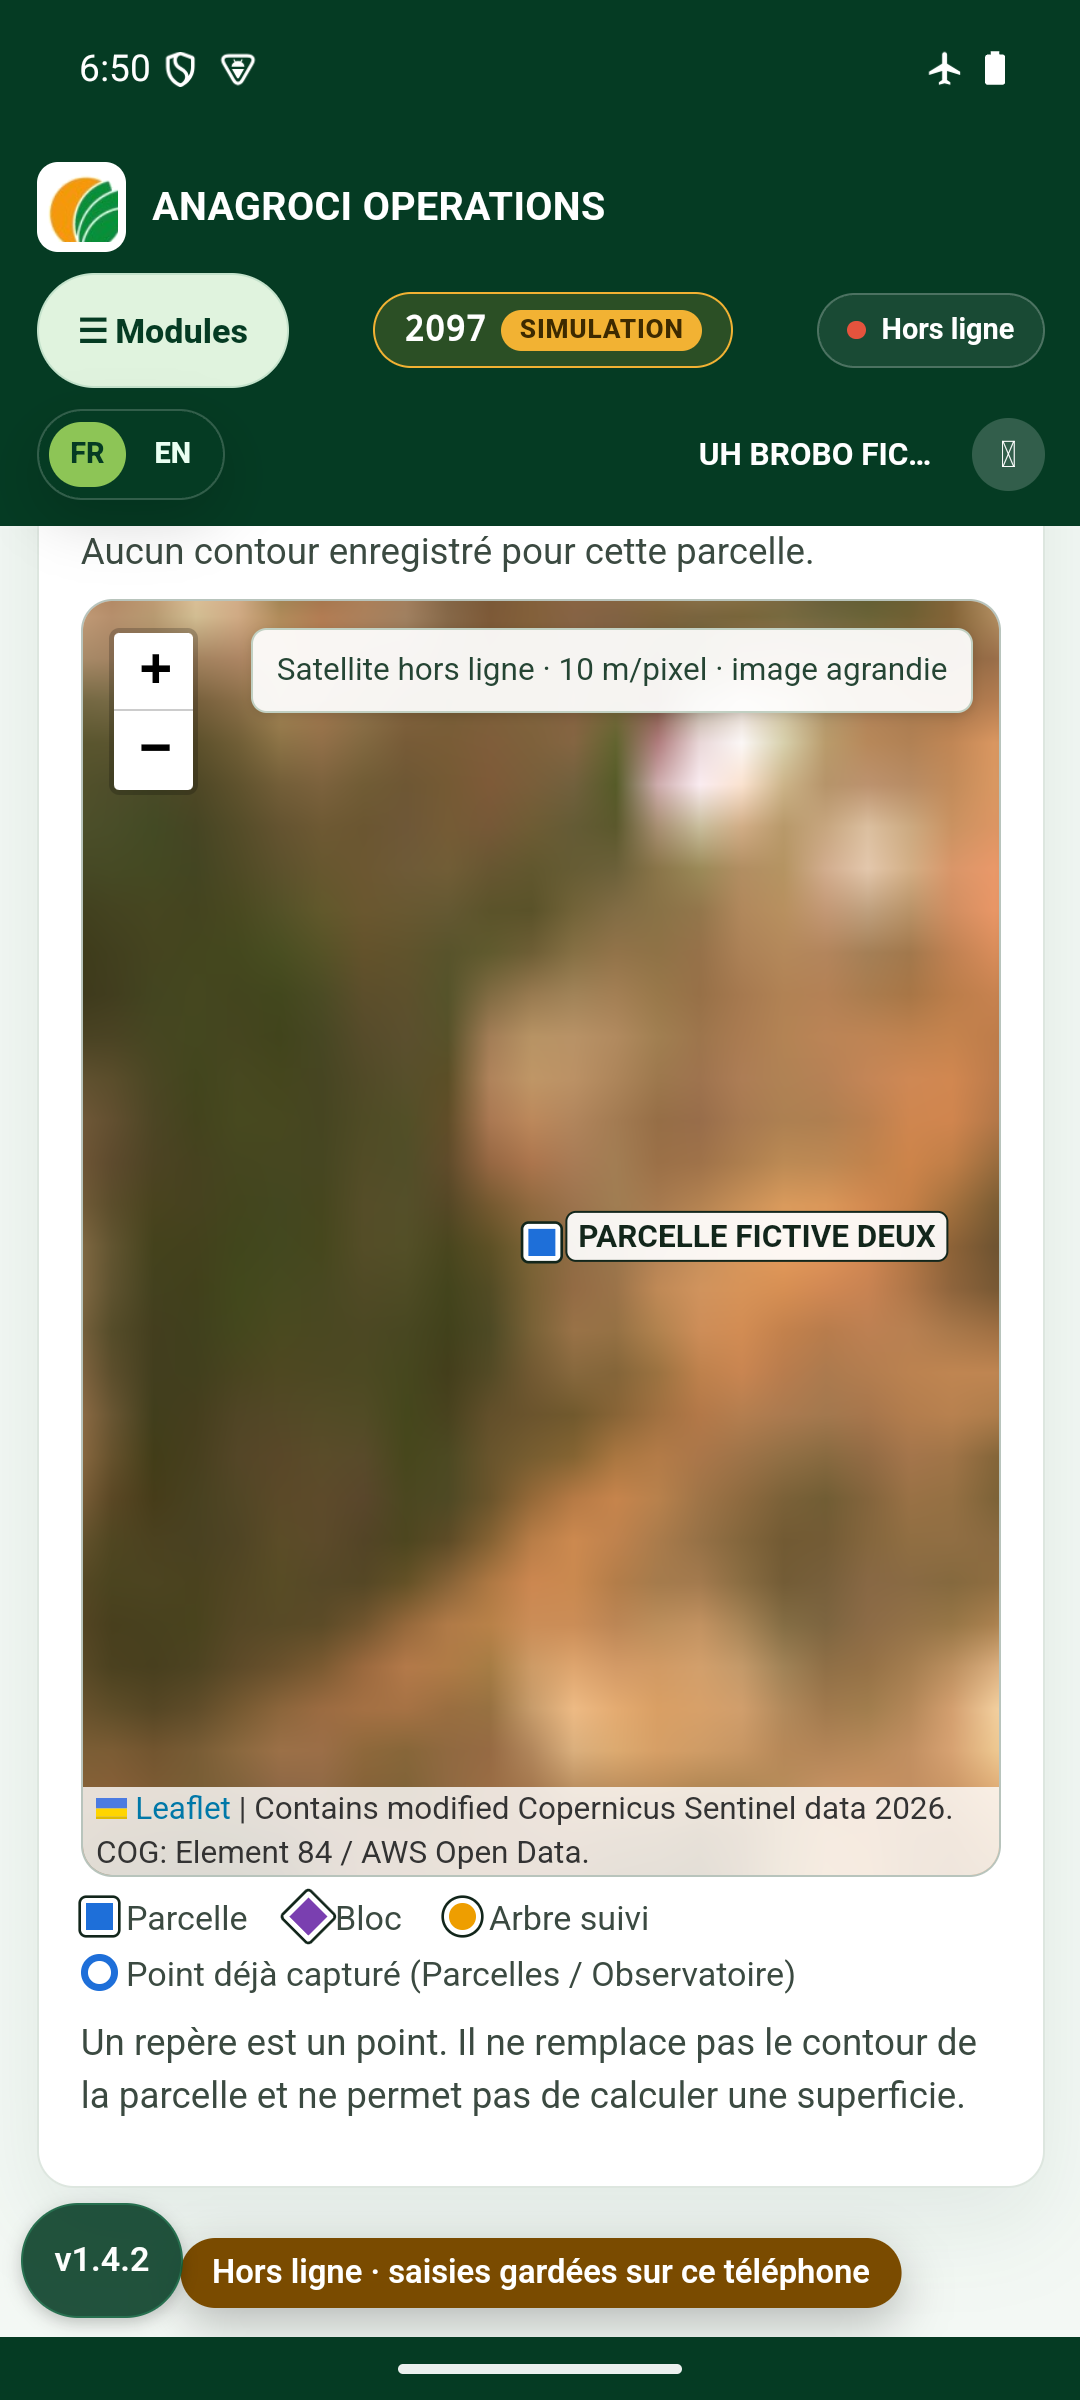 6:50
ANAGROCI OPERATIONS
☰ Modules
2097 SIMULATION
Hors ligne
FR EN
UH BROBO FIC...
Aucun contour enregistré pour cette parcelle.
+
Satellite hors ligne · 10 m/pixel · image agrandie
−
PARCELLE FICTIVE DEUX
Leaflet | Contains modified Copernicus Sentinel data 2026.
COG: Element 84 / AWS Open Data.
Parcelle Bloc Arbre suivi
Point déjà capturé (Parcelles / Observatoire)
Un repère est un point. Il ne remplace pas le contour de
la parcelle et ne permet pas de calculer une superficie.
v1.4.2
Hors ligne · saisies gardées sur ce téléphone